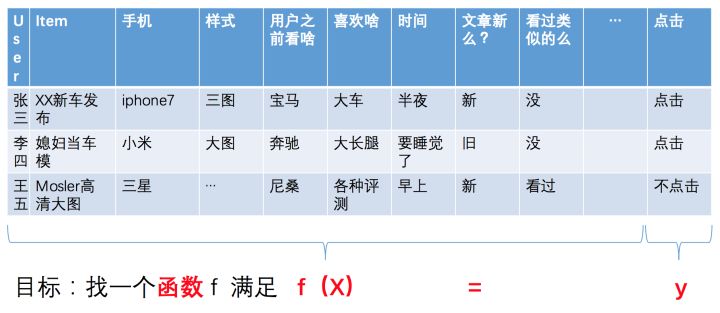 User Item 手机 样式 用户之前看啥 喜欢啥 时间 文章新么？ 看过类似的么 … 点击
张三 XX新车发布 iphone7 三图 宝马 大车 半夜 新 没 点击
李四 媳妇当车模 小米 大图 奔驰 大长腿 要睡觉了 旧 没 点击
王五 Mosler高清大图 三星 … 尼桑 各种评测 早上 新 看过 不点击
目标：找一个函数 f 满足 f（X） = y